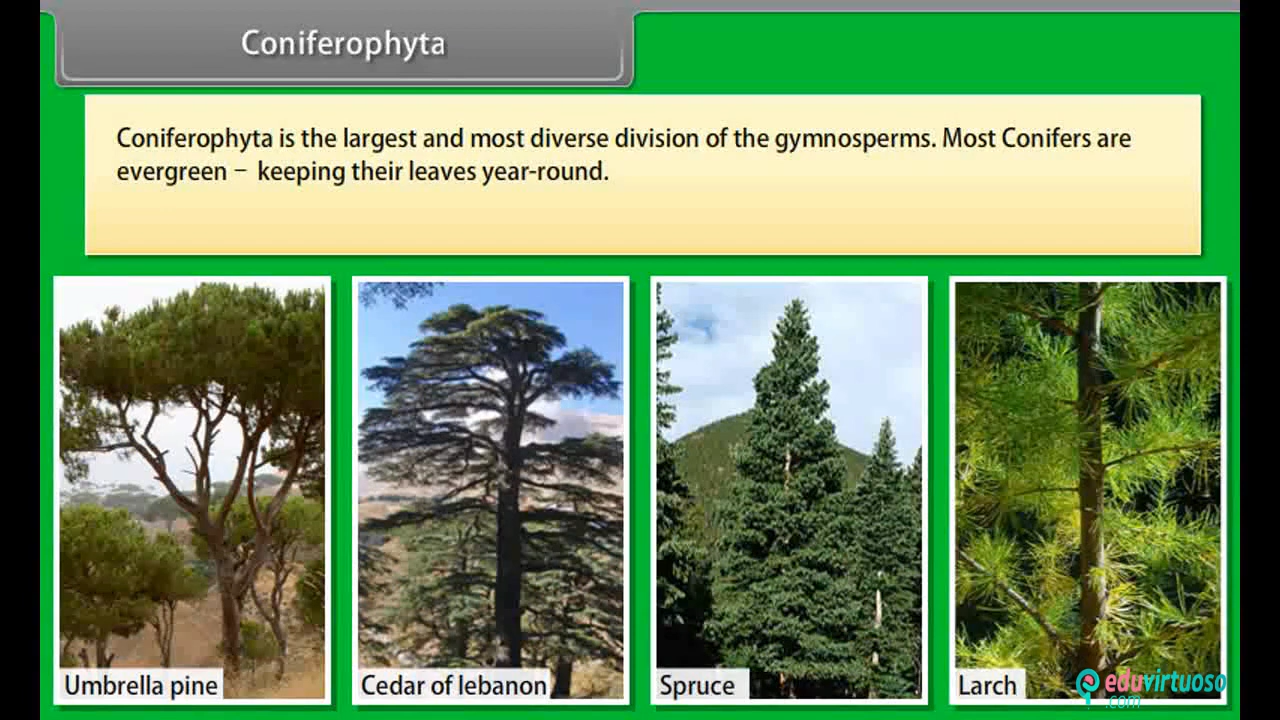 Coniferophyta
Coniferophyta is the largest and most diverse division of the gymnosperms. Most Conifers are
evergreen – keeping their leaves year-round.
Umbrella pine
Cedar of lebanon
Spruce
Larch
eduvirtuoso
.com